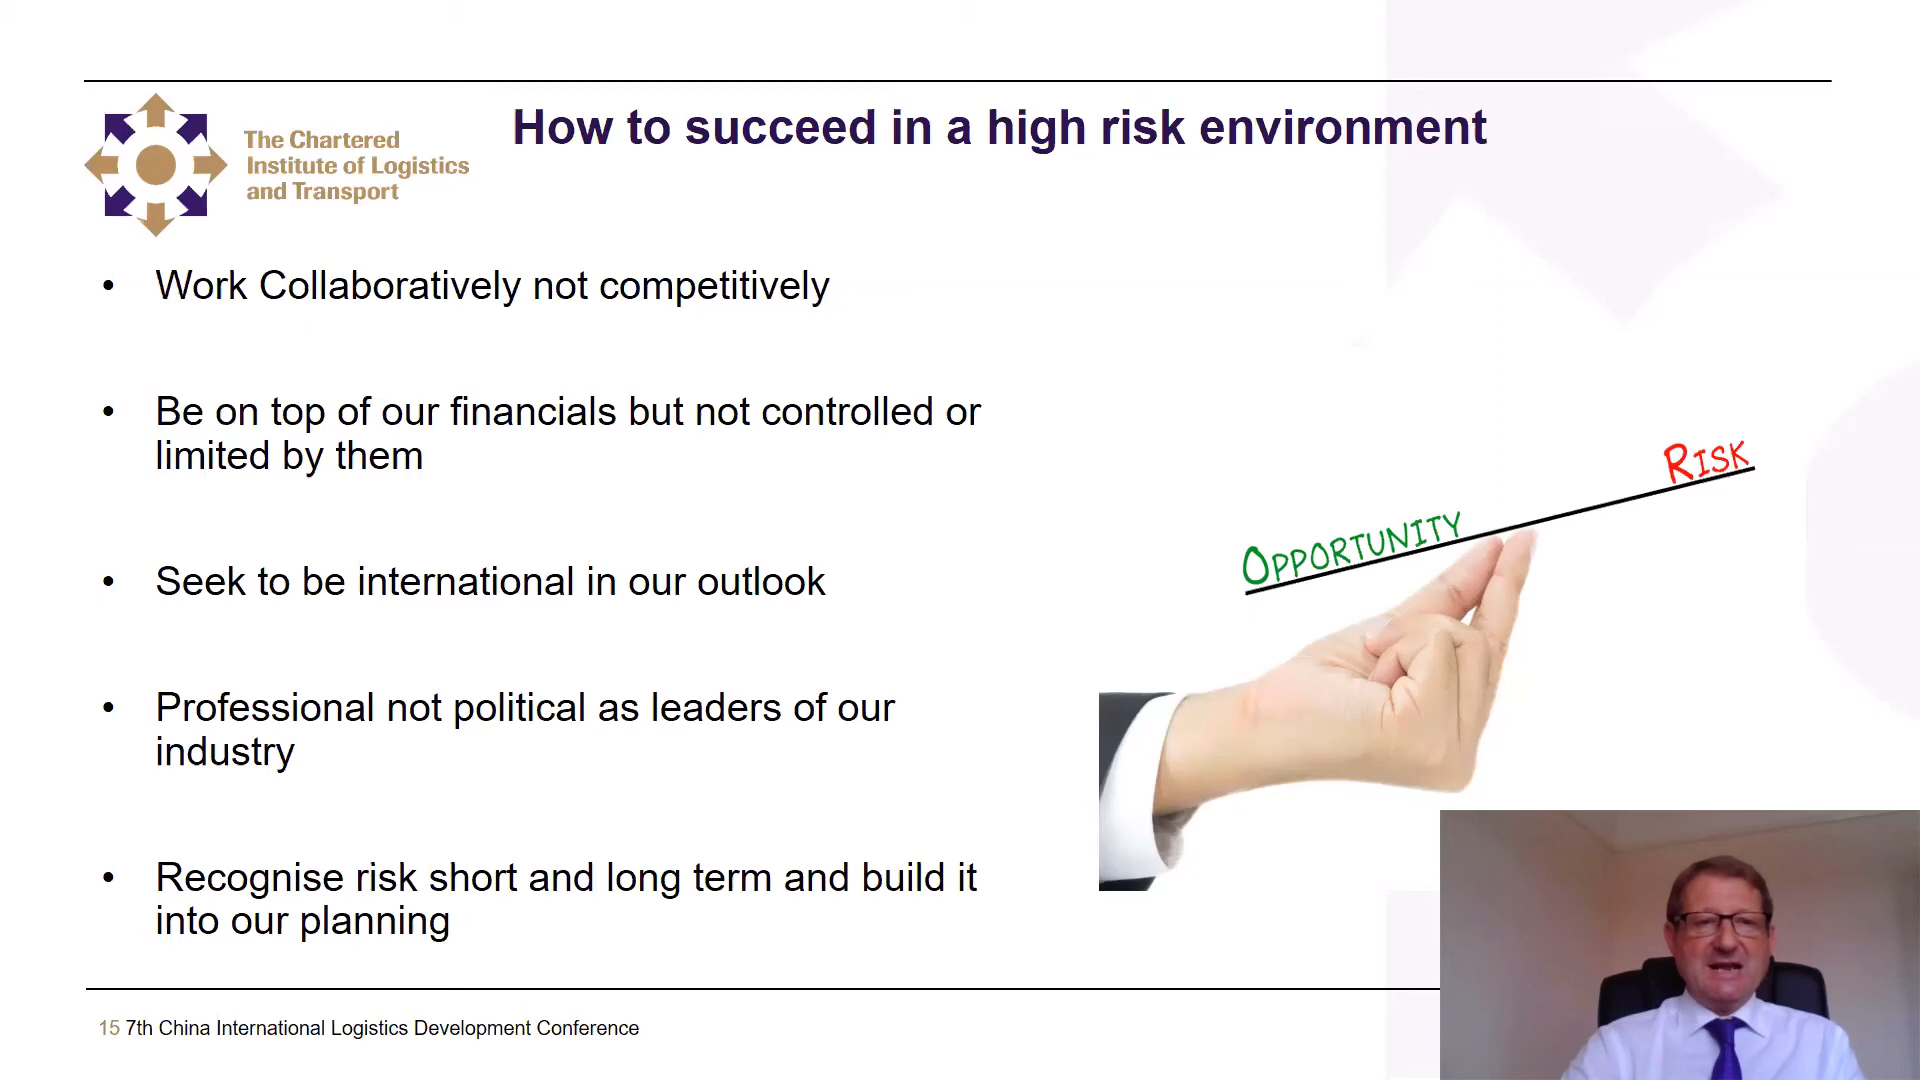 The Chartered
Institute of Logistics
and Transport
How to succeed in a high risk environment
• Work Collaboratively not competitively
• Be on top of our financials but not controlled or
limited by them
• Seek to be international in our outlook
• Professional not political as leaders of our
industry
• Recognise risk short and long term and build it
into our planning
OPPORTUNITY
RISK
15 7th China International Logistics Development Conference